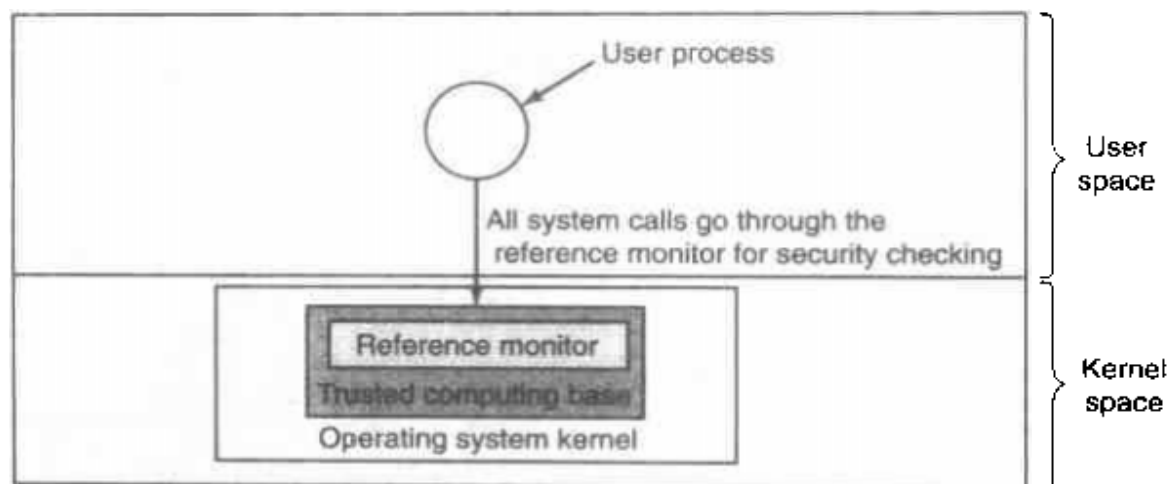 User process
User
space
All system calls go through the
reference monitor for security checking
Reference monitor
Trusted computing base
Operating system kernel
Kernel
space